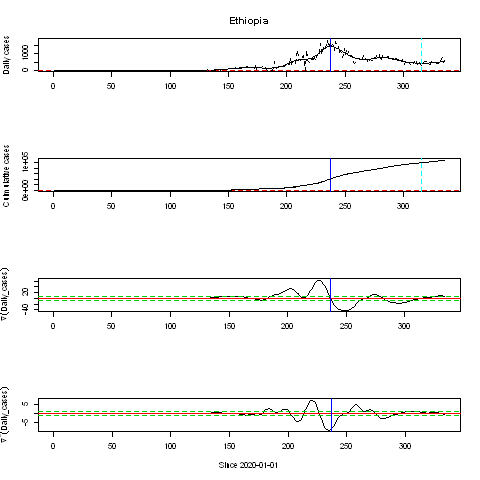 Ethiopia
Daily cases
0 1000
0 50 100 150 200 250 300
Cumulative cases
0e+00 1e+05
0 50 100 150 200 250 300
∇(Daily_cases)
-40 20
0 50 100 150 200 250 300
(Daily_cases)
-5 5
0 50 100 150 200 250 300
Since 2020-01-01